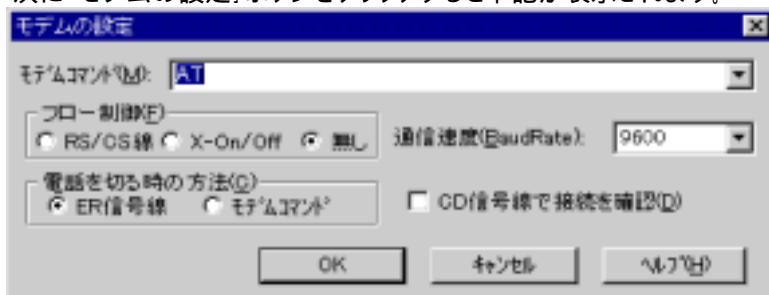 次に「モデムの設定」ボタンをクリックすると下記が表示されます。
モデムの設定
ﾓﾃﾞﾑｺﾏﾝﾄﾞ(M): AT
フロー制御(F)
RS/CS線 X-On/Off 無し 通信速度(BaudRate): 9600
電話を切る時の方法(C)
ER信号線 ﾓﾃﾞﾑｺﾏﾝﾄﾞ CD信号線で接続を確認(D)
OK ｷｬﾝｾﾙ ﾍﾙﾌﾟ(H)